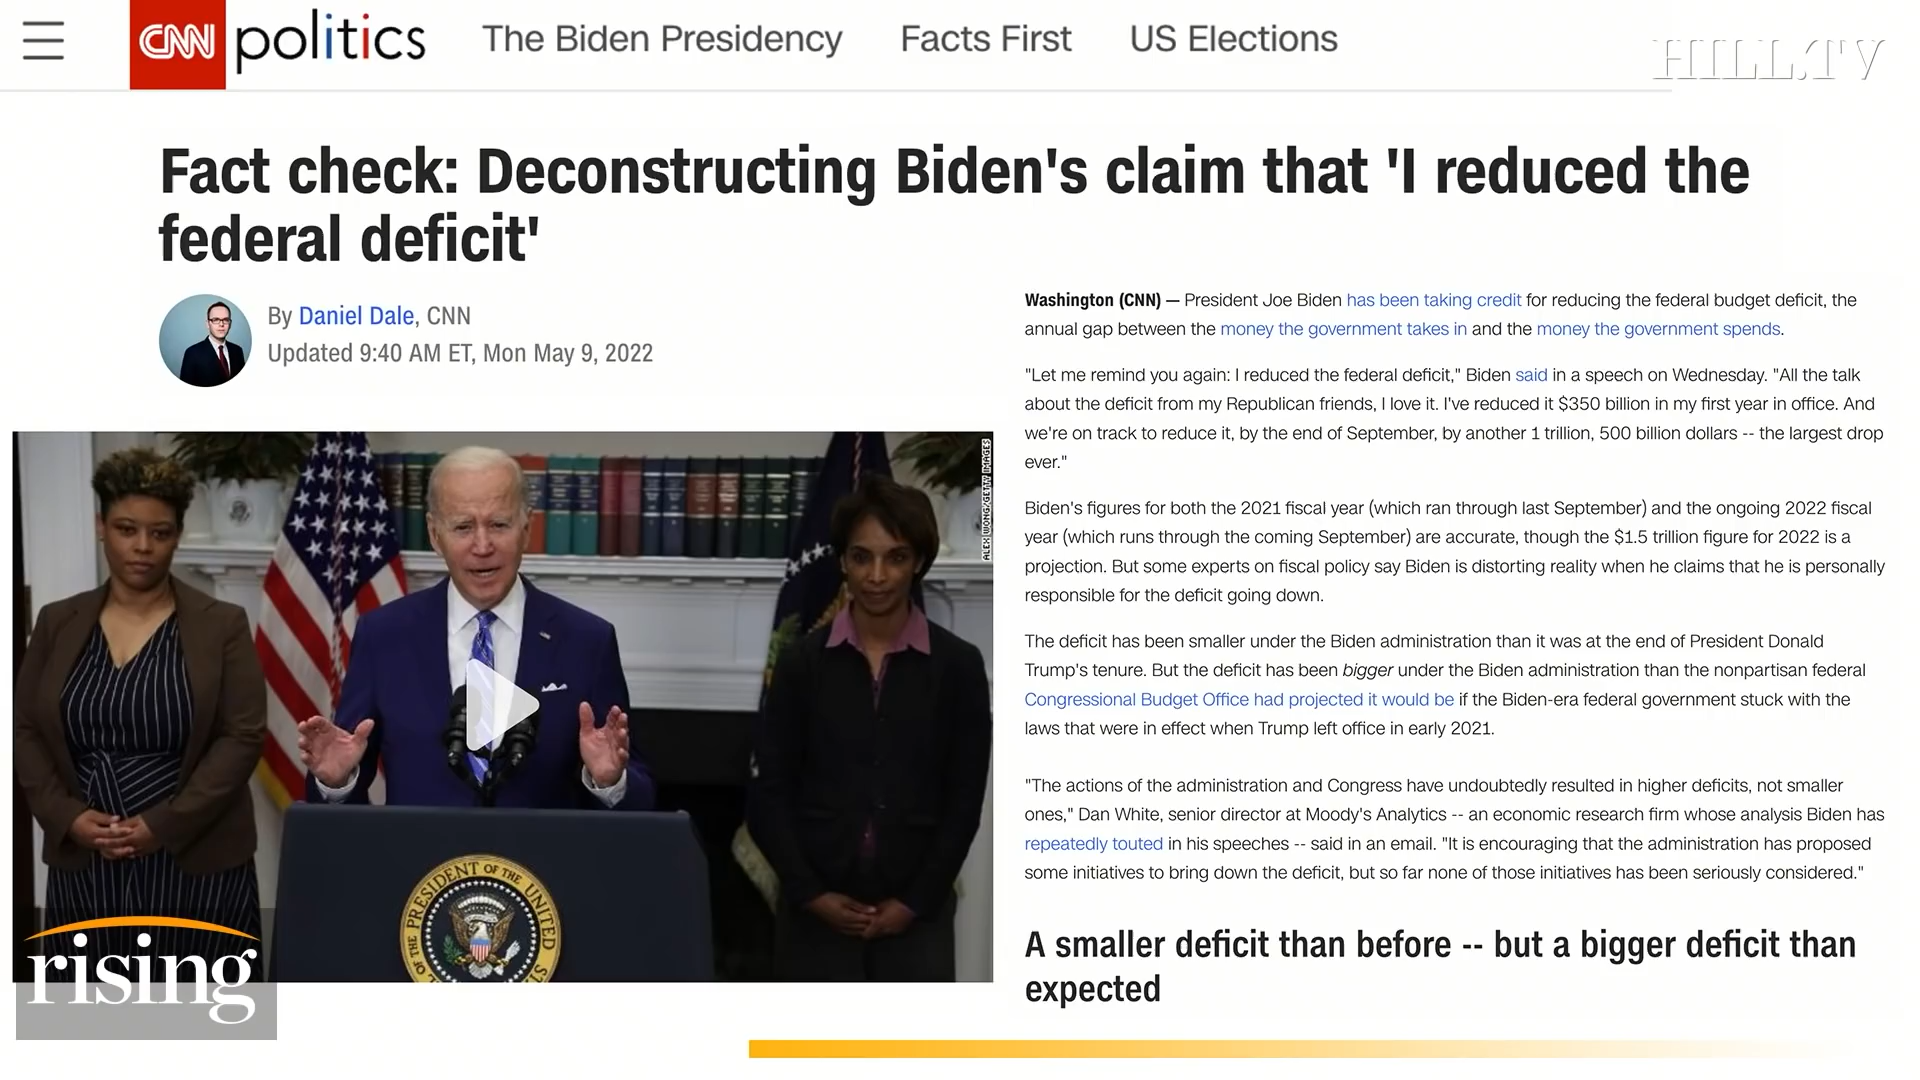 CNN politics The Biden Presidency Facts First US Elections
HILL.TV
Fact check: Deconstructing Biden's claim that 'I reduced the
federal deficit'
By Daniel Dale, CNN
Updated 9:40 AM ET, Mon May 9, 2022
Washington (CNN) — President Joe Biden has been taking credit for reducing the federal budget deficit, the
annual gap between the money the government takes in and the money the government spends.
"Let me remind you again: I reduced the federal deficit," Biden said in a speech on Wednesday. "All the talk
about the deficit from my Republican friends, I love it. I've reduced it $350 billion in my first year in office. And
we're on track to reduce it, by the end of September, by another 1 trillion, 500 billion dollars -- the largest drop
ever."
Biden's figures for both the 2021 fiscal year (which ran through last September) and the ongoing 2022 fiscal
year (which runs through the coming September) are accurate, though the $1.5 trillion figure for 2022 is a
projection. But some experts on fiscal policy say Biden is distorting reality when he claims that he is personally
responsible for the deficit going down.
The deficit has been smaller under the Biden administration than it was at the end of President Donald
Trump's tenure. But the deficit has been bigger under the Biden administration than the nonpartisan federal
Congressional Budget Office had projected it would be if the Biden-era federal government stuck with the
laws that were in effect when Trump left office in early 2021.
"The actions of the administration and Congress have undoubtedly resulted in higher deficits, not smaller
ones," Dan White, senior director at Moody's Analytics -- an economic research firm whose analysis Biden has
repeatedly touted in his speeches -- said in an email. "It is encouraging that the administration has proposed
some initiatives to bring down the deficit, but so far none of those initiatives has been seriously considered."
A smaller deficit than before -- but a bigger deficit than
expected
ALEX WONG/GETTY IMAGES
PRESIDENT OF THE UNITED STATES
rising